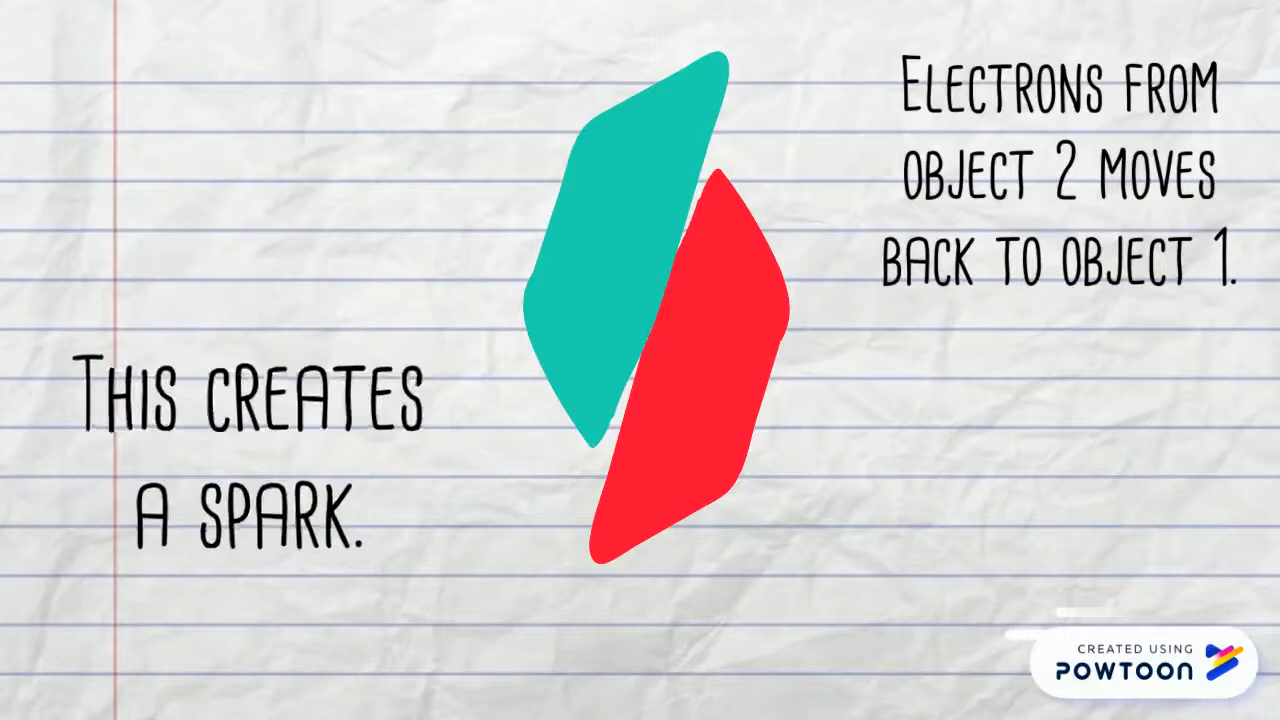 ELECTRONS FROM
OBJECT 2 MOVES
BACK TO OBJECT 1.
THIS CREATES
A SPARK.
CREATED USING
POWTOON